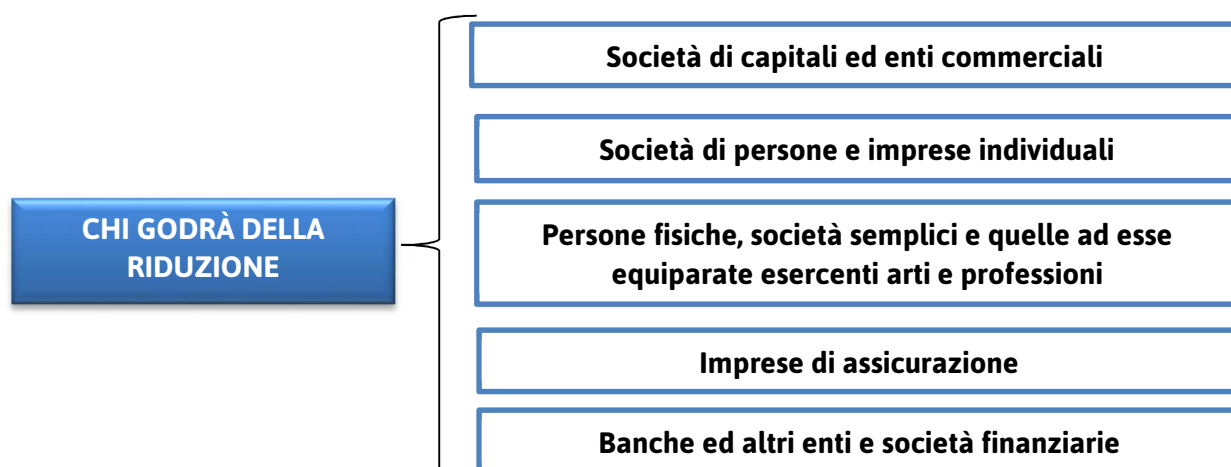 Società di capitali ed enti commerciali
Società di persone e imprese individuali
CHI GODRÀ DELLA
RIDUZIONE
Persone fisiche, società semplici e quelle ad esse
equiparate esercenti arti e professioni
Imprese di assicurazione
Banche ed altri enti e società finanziarie